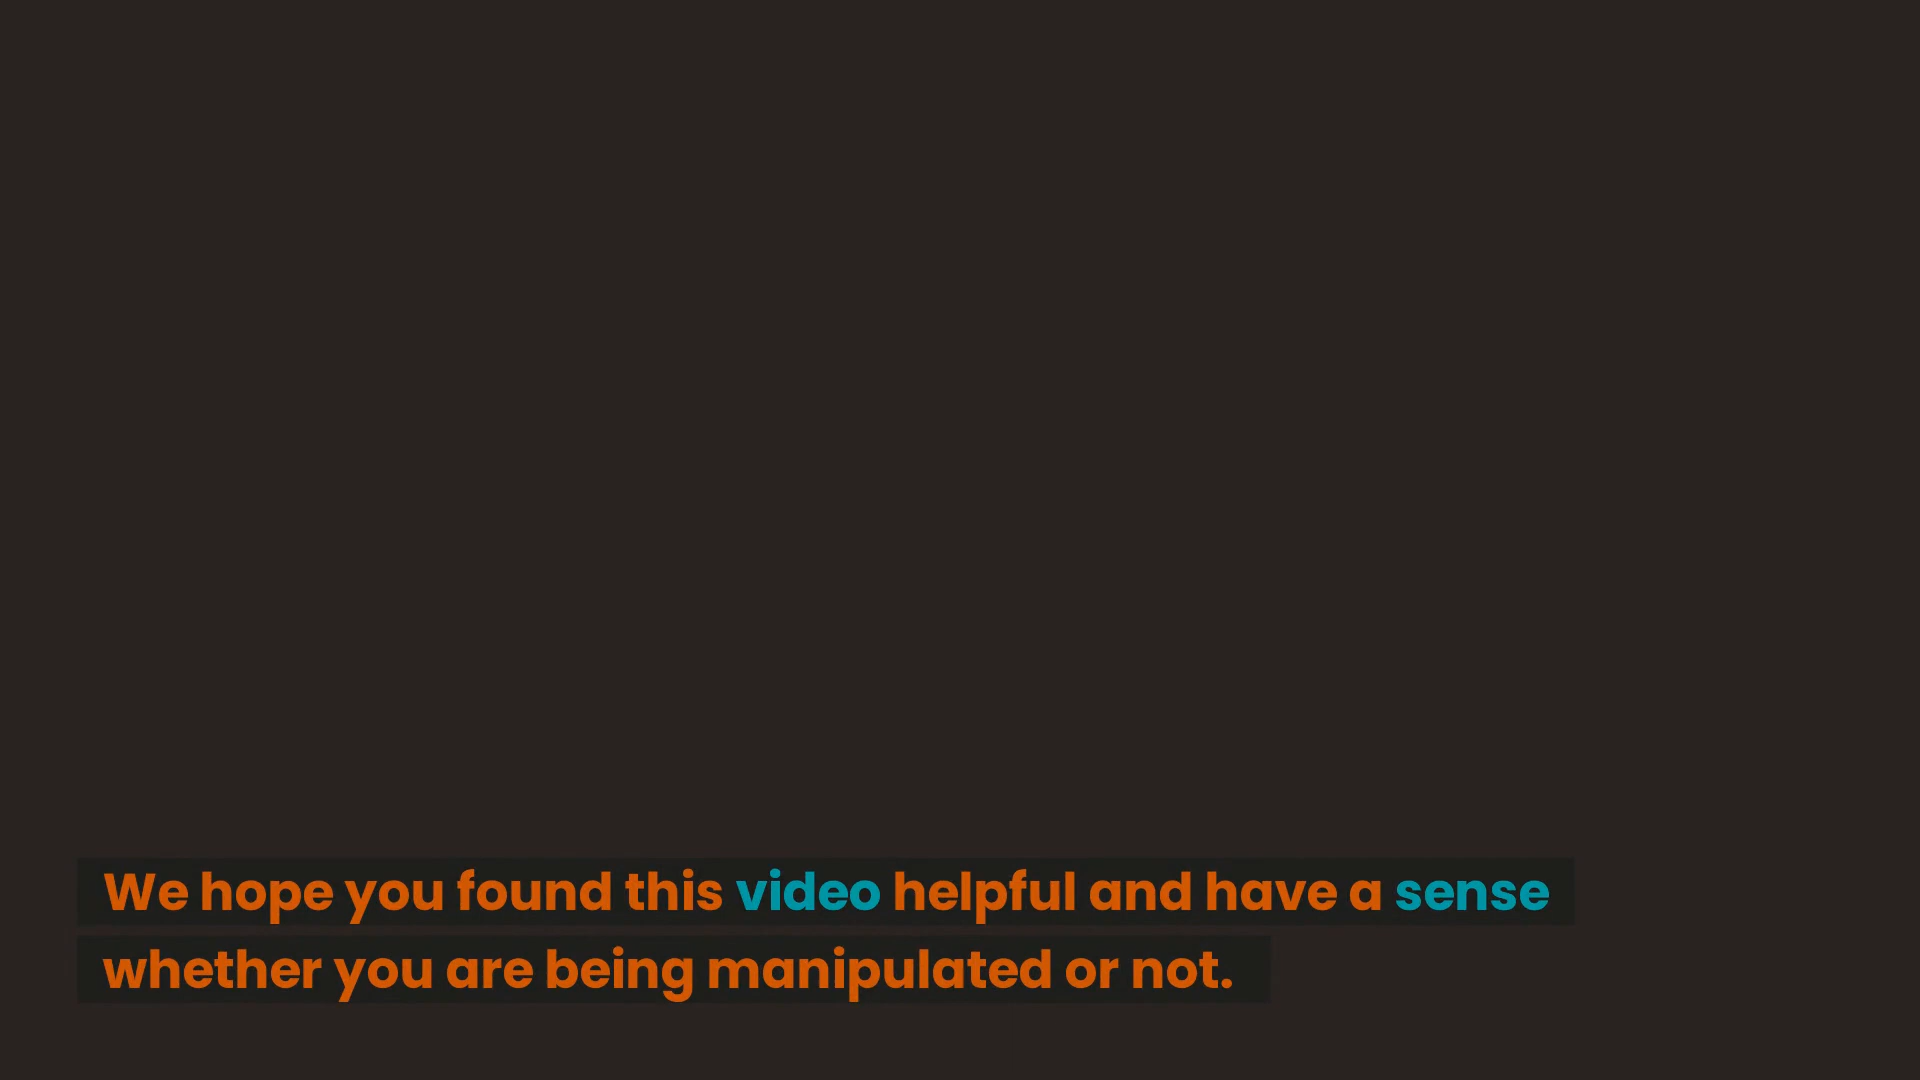 We hope you found this video helpful and have a sense
whether you are being manipulated or not.